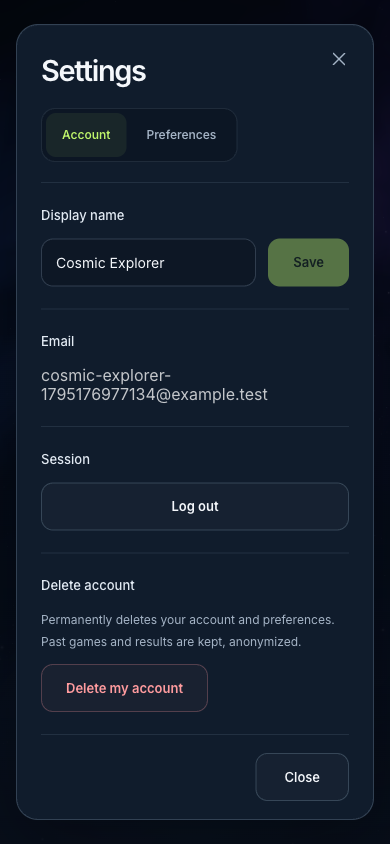 Settings
Account
Preferences
Display name
Cosmic Explorer
Save
Email
cosmic-explorer-
1795176977134@example.test
Session
Log out
Delete account
Permanently deletes your account and preferences.
Past games and results are kept, anonymized.
Delete my account
Close